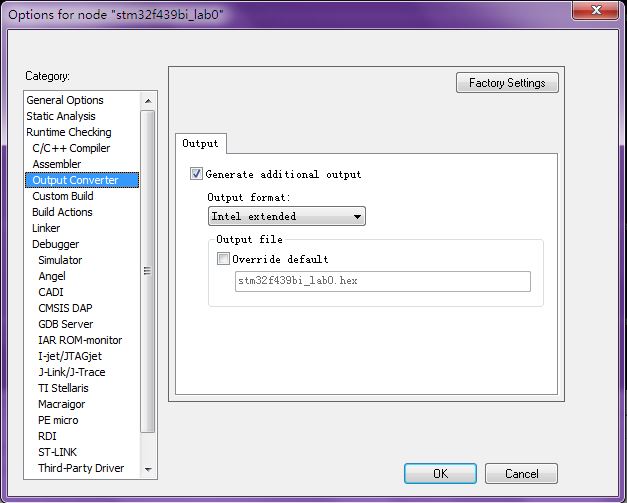 Options for node "stm32f439bi_lab0"
Category:
General Options
Static Analysis
Runtime Checking
C/C++ Compiler
Assembler
Output Converter
Custom Build
Build Actions
Linker
Debugger
Simulator
Angel
CADI
CMSIS DAP
GDB Server
IAR ROM-monitor
I-jet/JTAGjet
J-Link/J-Trace
TI Stellaris
Macraigor
PE micro
RDI
ST-LINK
Third-Party Driver
Factory Settings
Output
Generate additional output
Output format:
Intel extended
Output file
Override default
stm32f439bi_lab0.hex
OK
Cancel